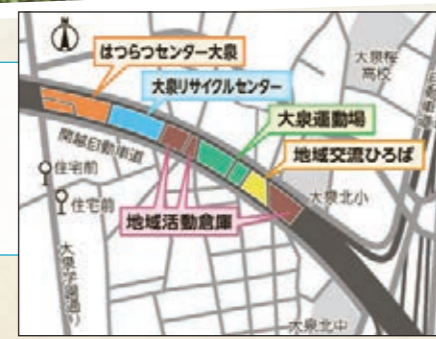 はつらつセンター大泉
大泉リサイクルセンター
大泉桜
高校
大泉運動場
関越自動車道
地域交流ひろば
住宅前
住宅前
大泉北小
地域活動倉庫
大泉学園通り
大泉北中